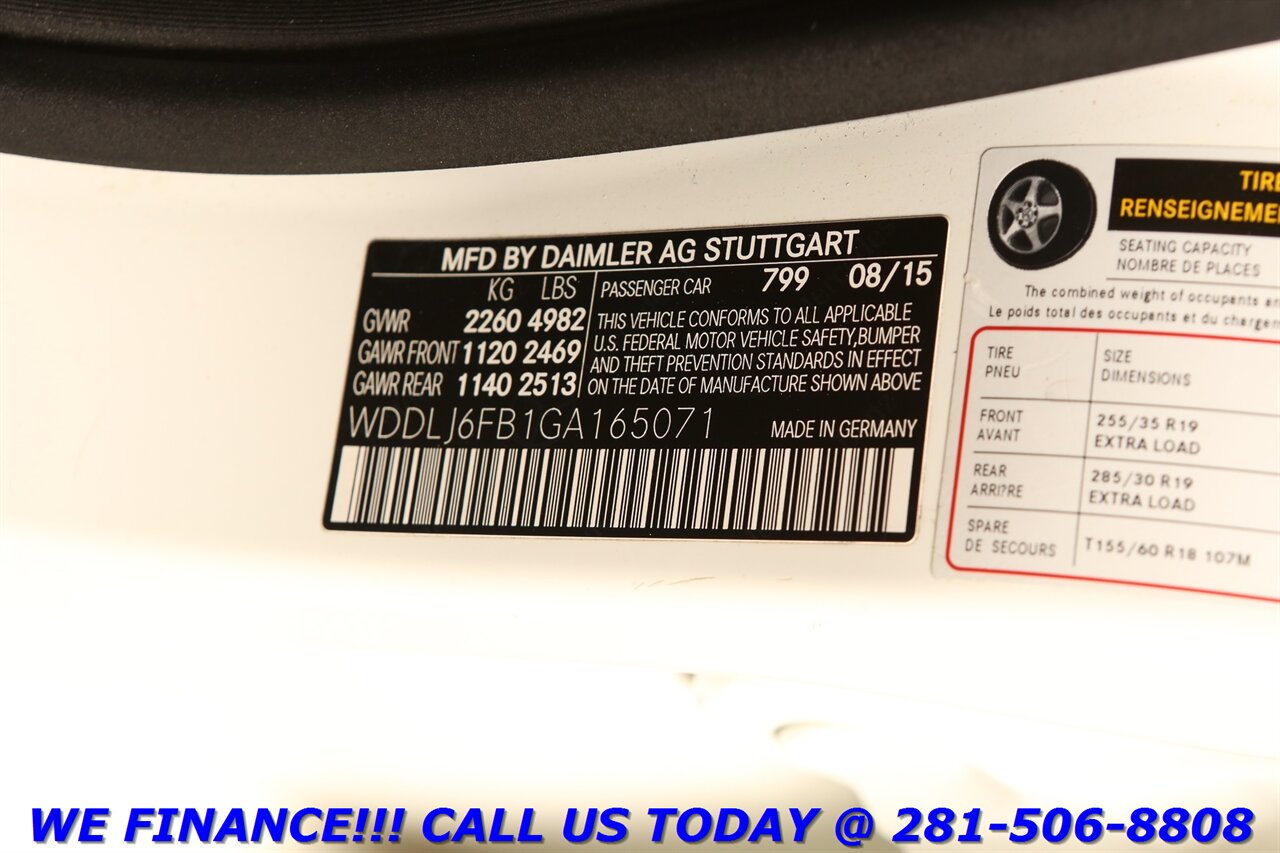 MFD BY DAIMLER AG STUTTGART
KG LBS
PASSENGER CAR 799 08/15
GVWR 2260 4982
GAWR FRONT 1120 2469
GAWR REAR 1140 2513
THIS VEHICLE CONFORMS TO ALL APPLICABLE
U.S. FEDERAL MOTOR VEHICLE SAFETY, BUMPER
AND THEFT PREVENTION STANDARDS IN EFFECT
ON THE DATE OF MANUFACTURE SHOWN ABOVE
WDDLJ6FB1GA165071 MADE IN GERMANY
TIRE
RENSEIGNEME
SEATING CAPACITY
NOMBRE DE PLACES
The combined weight of occupants an
Le poids total des occupants et du chargen
TIRE SIZE
PNEU DIMENSIONS
FRONT 255/35 R19
AVANT EXTRA LOAD
REAR 285/30 R19
ARRI?RE EXTRA LOAD
SPARE T155/60 R18 107M
DE SECOURS
WE FINANCE!!! CALL US TODAY @ 281-506-8808